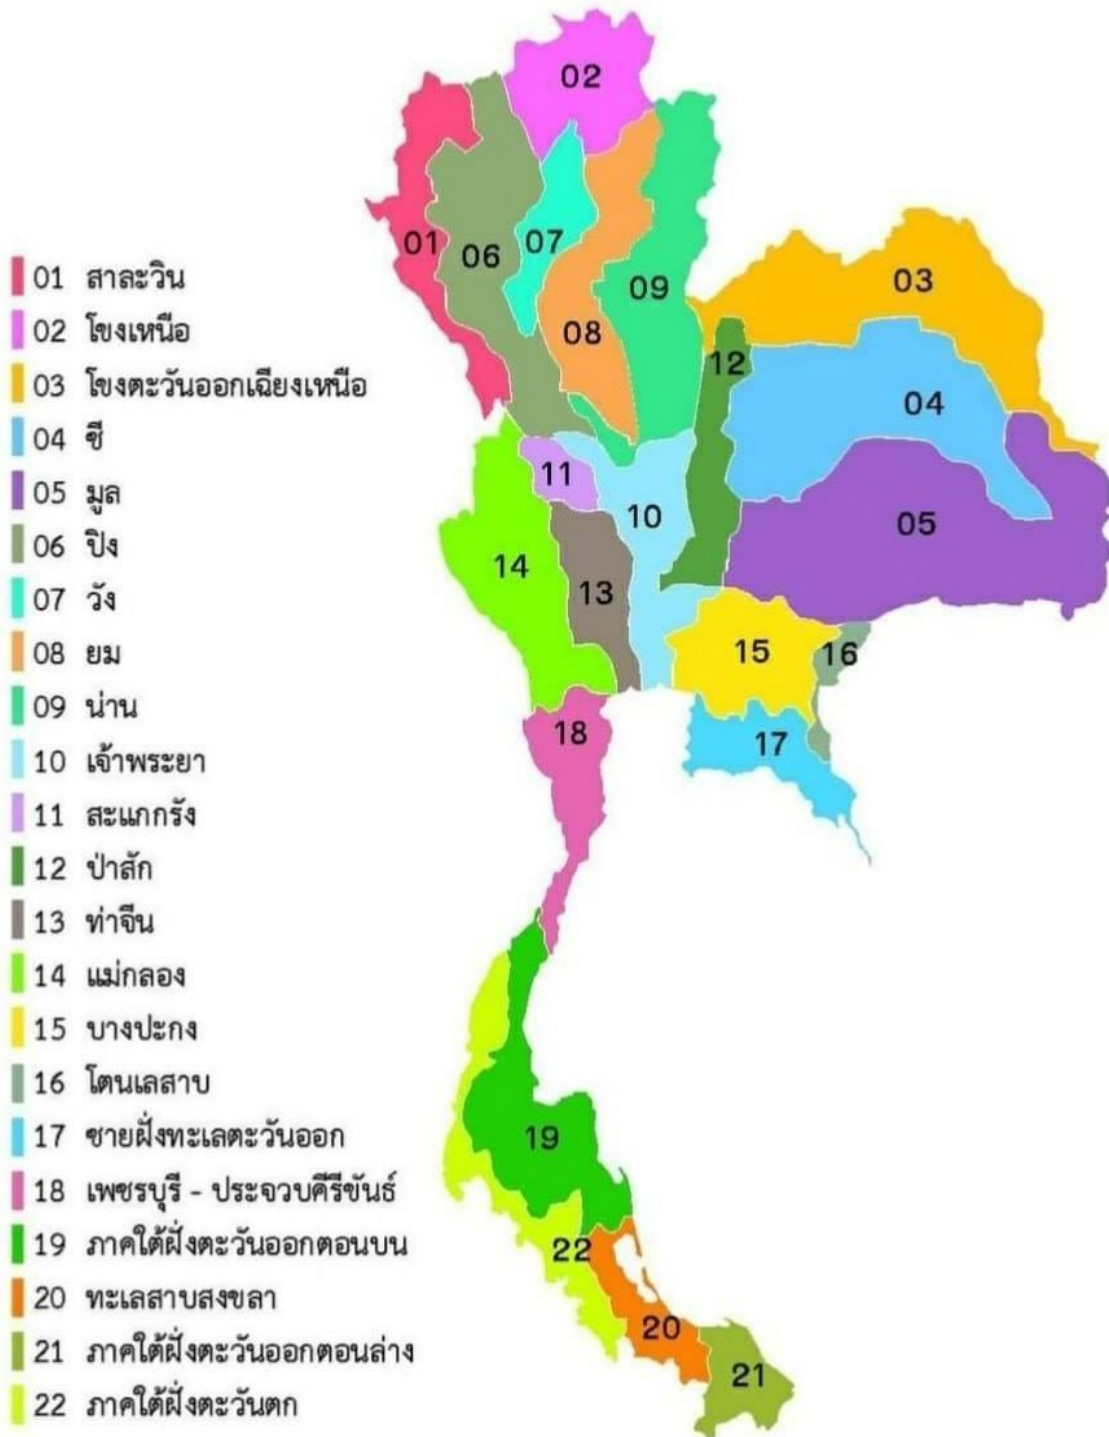 01 สาละวิน
02 โขงเหนือ
03 โขงตะวันออกเฉียงเหนือ
04 ชี
05 มูล
06 ปิง
07 วัง
08 ยม
09 น่าน
10 เจ้าพระยา
11 สะแกกรัง
12 ป่าสัก
13 ท่าจีน
14 แม่กลอง
15 บางปะกง
16 โตนเลสาบ
17 ชายฝั่งทะเลตะวันออก
18 เพชรบุรี - ประจวบคีรีขันธ์
19 ภาคใต้ฝั่งตะวันออกตอนบน
20 ทะเลสาบสงขลา
21 ภาคใต้ฝั่งตะวันออกตอนล่าง
22 ภาคใต้ฝั่งตะวันตก
02
01
06
07
09
03
08
12
04
11
10
05
14
13
15
16
18
17
19
22
20
21